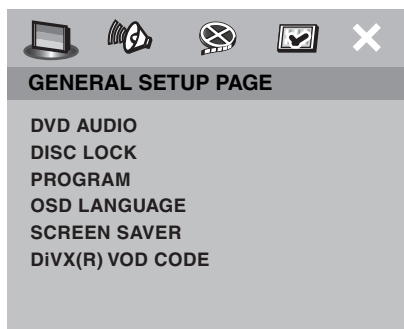 GENERAL SETUP PAGE
DVD AUDIO
DISC LOCK
PROGRAM
OSD LANGUAGE
SCREEN SAVER
DiVX(R) VOD CODE